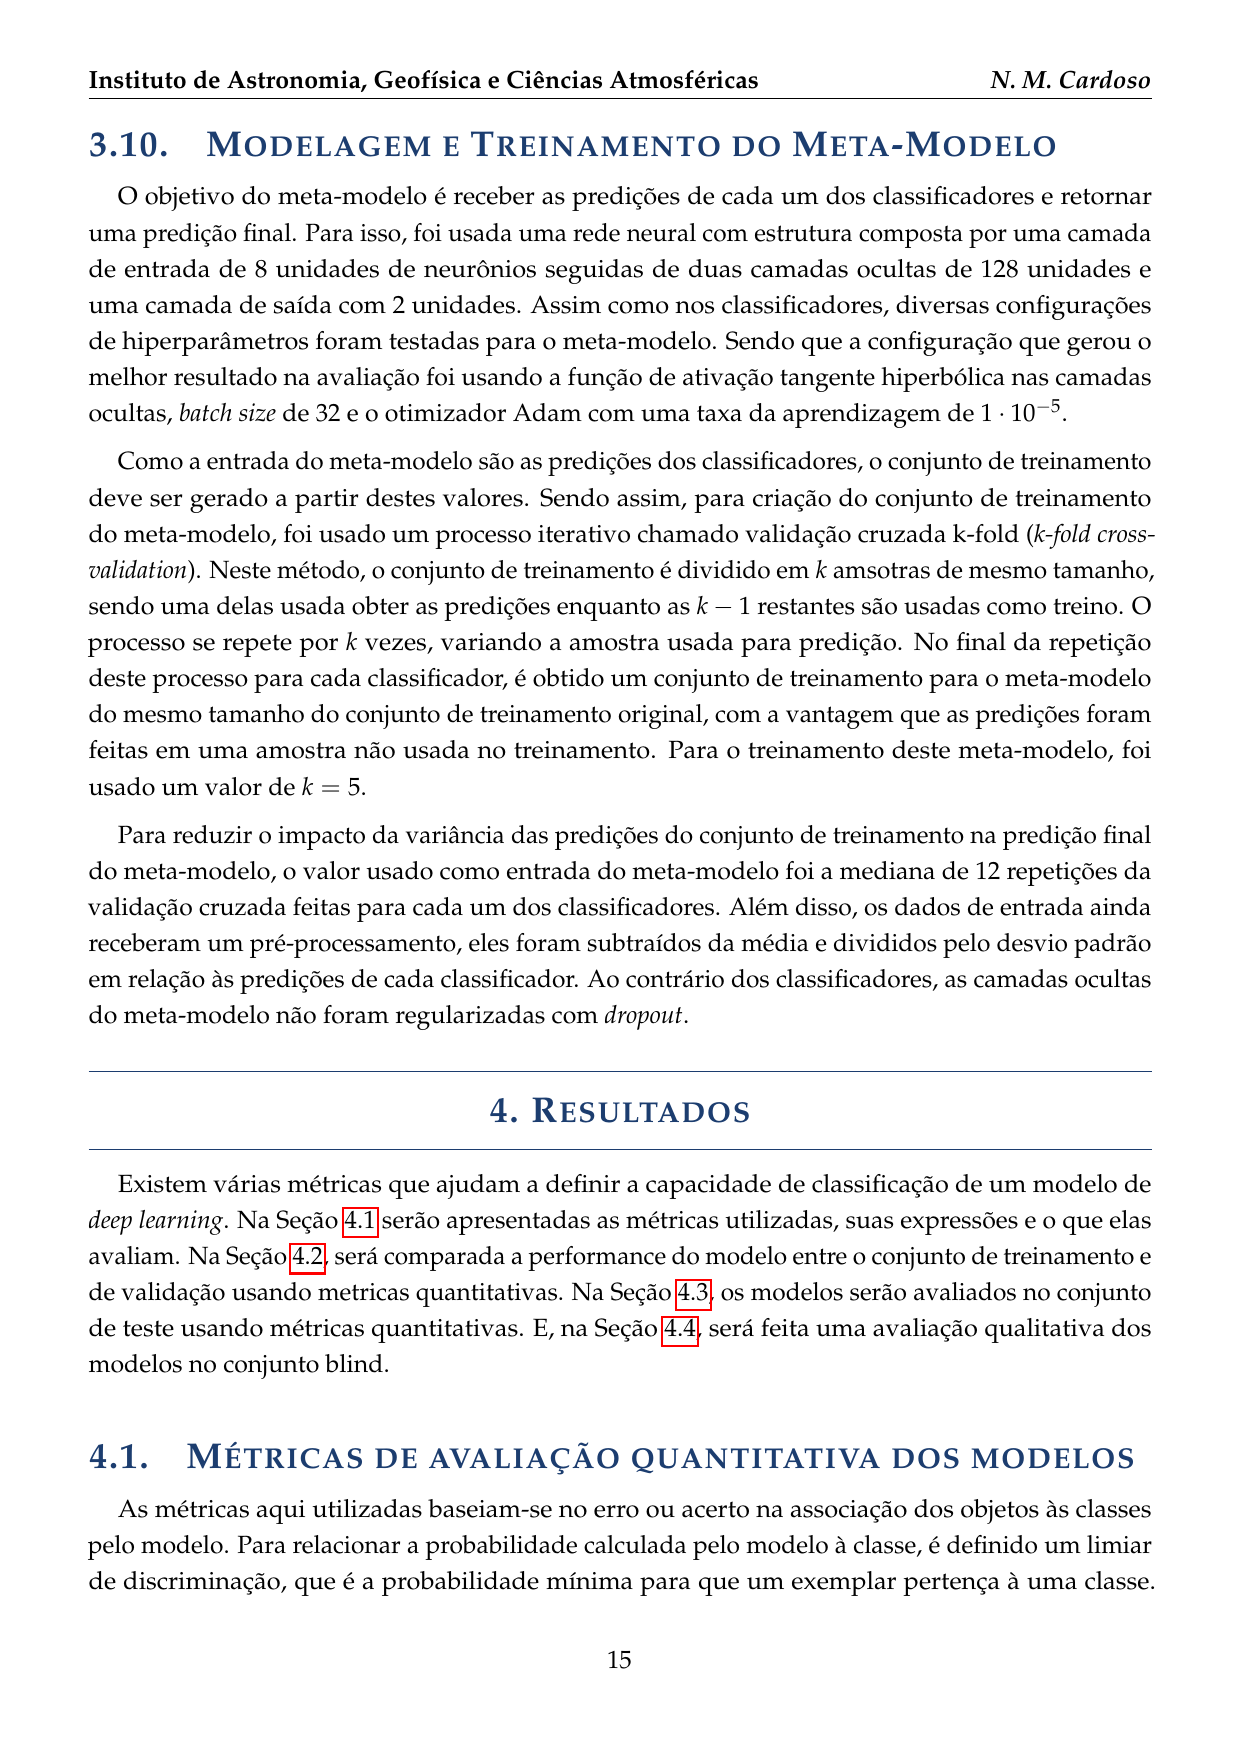 Instituto de Astronomia, Geofísica e Ciências Atmosféricas N. M. Cardoso
3.10. Modelagem e Treinamento do Meta-Modelo
O objetivo do meta-modelo é receber as predições de cada um dos classificadores e retornar
uma predição final. Para isso, foi usada uma rede neural com estrutura composta por uma camada
de entrada de 8 unidades de neurônios seguidas de duas camadas ocultas de 128 unidades e
uma camada de saída com 2 unidades. Assim como nos classificadores, diversas configurações
de hiperparâmetros foram testadas para o meta-modelo. Sendo que a configuração que gerou o
melhor resultado na avaliação foi usando a função de ativação tangente hiperbólica nas camadas
ocultas, batch size de 32 e o otimizador Adam com uma taxa da aprendizagem de 1 · 10⁻⁵.
Como a entrada do meta-modelo são as predições dos classificadores, o conjunto de treinamento
deve ser gerado a partir destes valores. Sendo assim, para criação do conjunto de treinamento
do meta-modelo, foi usado um processo iterativo chamado validação cruzada k-fold (k-fold cross-
validation). Neste método, o conjunto de treinamento é dividido em k amsotras de mesmo tamanho,
sendo uma delas usada obter as predições enquanto as k − 1 restantes são usadas como treino. O
processo se repete por k vezes, variando a amostra usada para predição. No final da repetição
deste processo para cada classificador, é obtido um conjunto de treinamento para o meta-modelo
do mesmo tamanho do conjunto de treinamento original, com a vantagem que as predições foram
feitas em uma amostra não usada no treinamento. Para o treinamento deste meta-modelo, foi
usado um valor de k = 5.
Para reduzir o impacto da variância das predições do conjunto de treinamento na predição final
do meta-modelo, o valor usado como entrada do meta-modelo foi a mediana de 12 repetições da
validação cruzada feitas para cada um dos classificadores. Além disso, os dados de entrada ainda
receberam um pré-processamento, eles foram subtraídos da média e divididos pelo desvio padrão
em relação às predições de cada classificador. Ao contrário dos classificadores, as camadas ocultas
do meta-modelo não foram regularizadas com dropout.
4. Resultados
Existem várias métricas que ajudam a definir a capacidade de classificação de um modelo de
deep learning. Na Seção 4.1 serão apresentadas as métricas utilizadas, suas expressões e o que elas
avaliam. Na Seção 4.2, será comparada a performance do modelo entre o conjunto de treinamento e
de validação usando metricas quantitativas. Na Seção 4.3, os modelos serão avaliados no conjunto
de teste usando métricas quantitativas. E, na Seção 4.4, será feita uma avaliação qualitativa dos
modelos no conjunto blind.
4.1. Métricas de avaliação quantitativa dos modelos
As métricas aqui utilizadas baseiam-se no erro ou acerto na associação dos objetos às classes
pelo modelo. Para relacionar a probabilidade calculada pelo modelo à classe, é definido um limiar
de discriminação, que é a probabilidade mínima para que um exemplar pertença à uma classe.
15